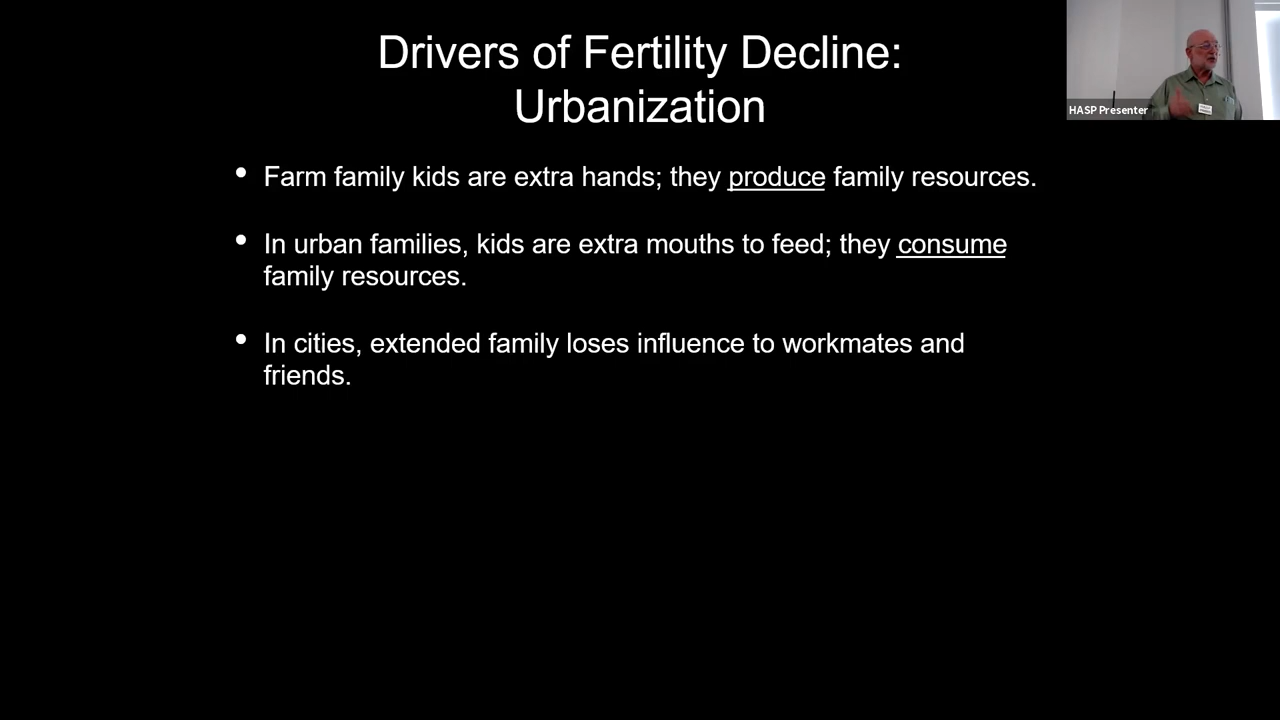 Drivers of Fertility Decline:
Urbanization
HASP Presenter
• Farm family kids are extra hands; they produce family resources.
• In urban families, kids are extra mouths to feed; they consume
family resources.
• In cities, extended family loses influence to workmates and
friends.